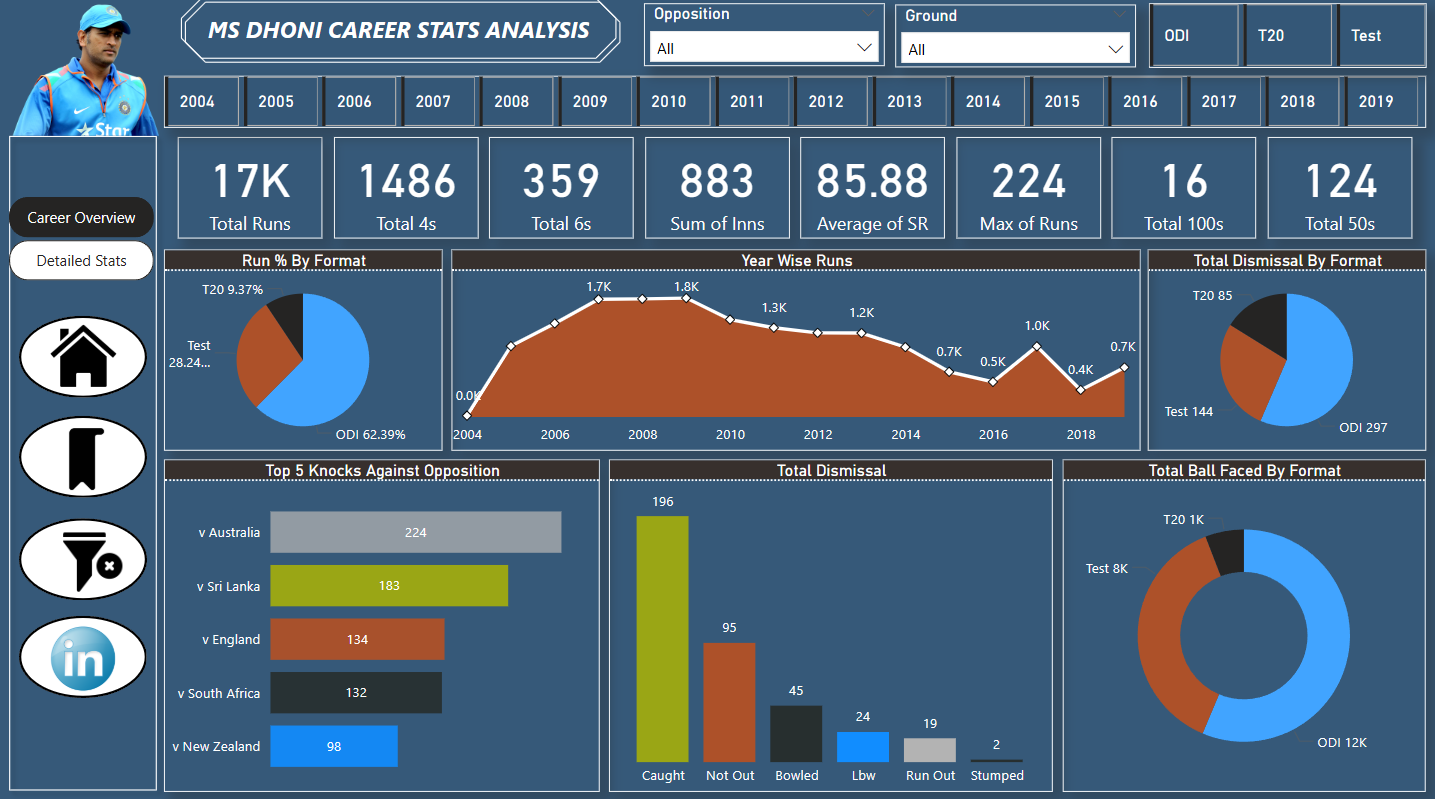 MS DHONI CAREER STATS ANALYSIS
Opposition
All
Ground
All
ODI
T20
Test
2004
2005
2006
2007
2008
2009
2010
2011
2012
2013
2014
2015
2016
2017
2018
2019
Star
17K
Total Runs
1486
Total 4s
359
Total 6s
883
Sum of Inns
85.88
Average of SR
224
Max of Runs
16
Total 100s
124
Total 50s
Career Overview
Detailed Stats
in
Run % By Format
T20 9.37%
Test
28.24...
ODI 62.39%
Year Wise Runs
0.0K
1.7K
1.8K
1.3K
1.2K
0.7K
0.5K
1.0K
0.4K
0.7K
2004
2006
2008
2010
2012
2014
2016
2018
Total Dismissal By Format
T20 85
Test 144
ODI 297
Top 5 Knocks Against Opposition
v Australia
224
v Sri Lanka
183
v England
134
v South Africa
132
v New Zealand
98
Total Dismissal
196
95
45
24
19
2
Caught
Not Out
Bowled
Lbw
Run Out
Stumped
Total Ball Faced By Format
T20 1K
Test 8K
ODI 12K